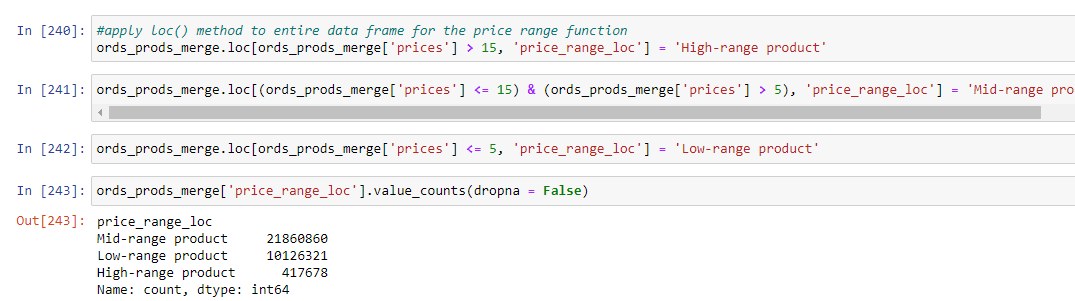 In [240]: #apply loc() method to entire data frame for the price range function
ords_prods_merge.loc[ords_prods_merge['prices'] > 15, 'price_range_loc'] = 'High-range product'
In [241]: ords_prods_merge.loc[(ords_prods_merge['prices'] <= 15) & (ords_prods_merge['prices'] > 5), 'price_range_loc'] = 'Mid-range pro
In [242]: ords_prods_merge.loc[ords_prods_merge['prices'] <= 5, 'price_range_loc'] = 'Low-range product'
In [243]: ords_prods_merge['price_range_loc'].value_counts(dropna = False)
Out[243]: price_range_loc
Mid-range product 21860860
Low-range product 10126321
High-range product 417678
Name: count, dtype: int64